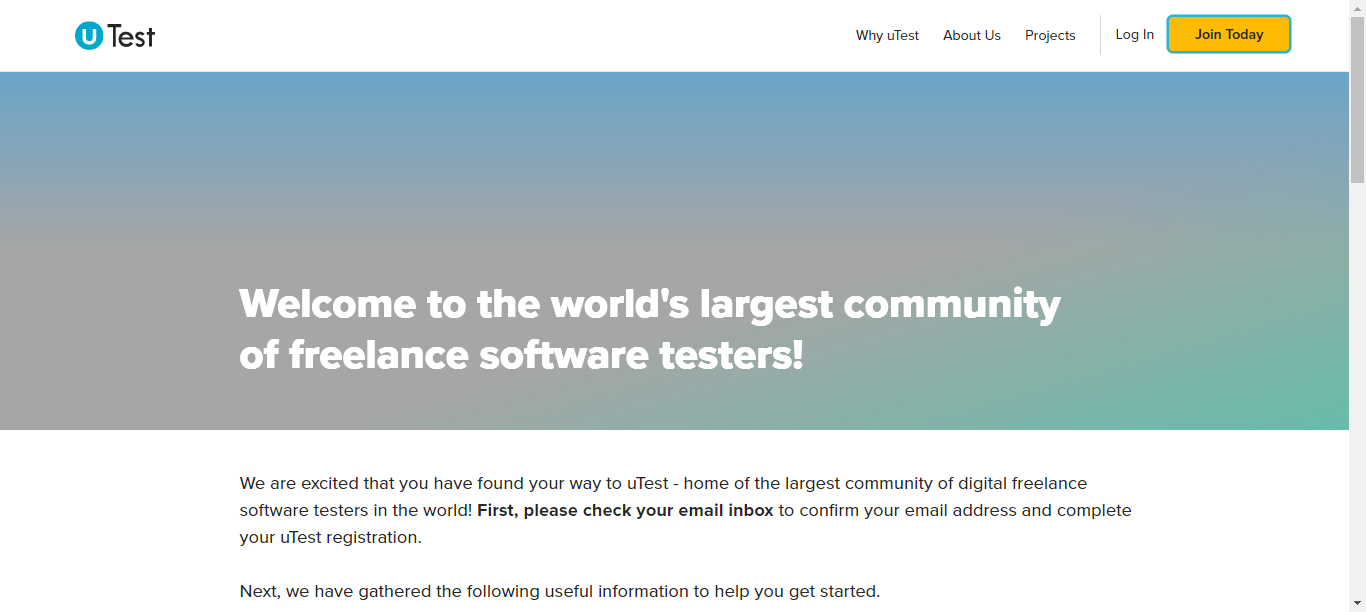 uTest
Why uTest
About Us
Projects
Log In
Join Today
Welcome to the world's largest community
of freelance software testers!
We are excited that you have found your way to uTest - home of the largest community of digital freelance
software testers in the world! First, please check your email inbox to confirm your email address and complete
your uTest registration.
Next, we have gathered the following useful information to help you get started.